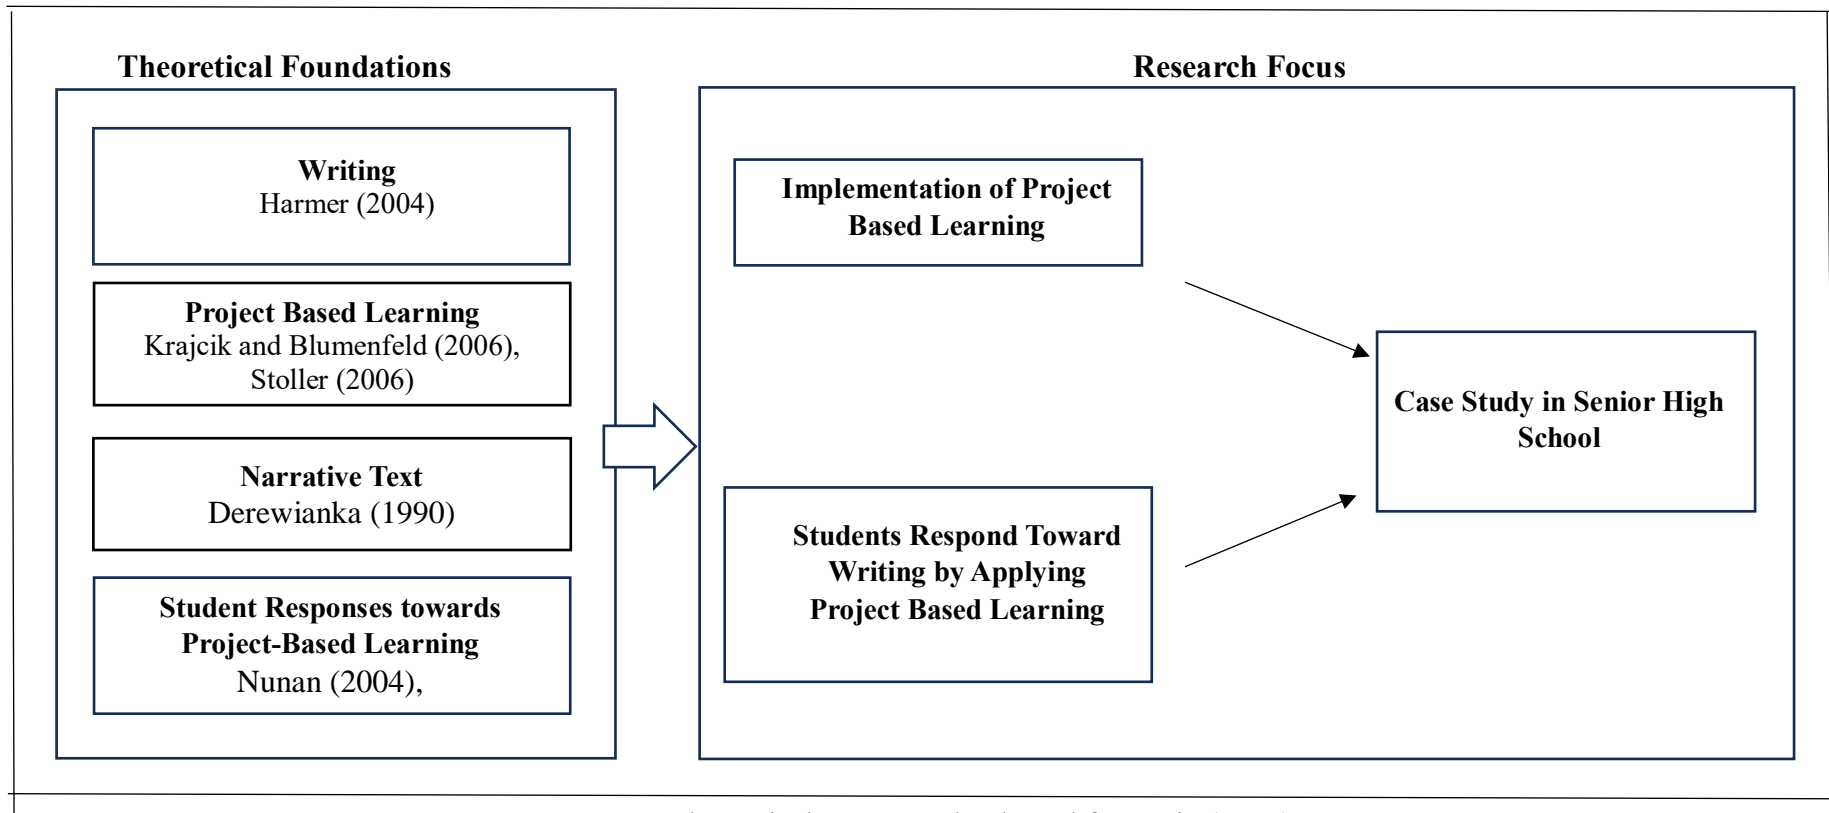 Theoretical Foundations
Writing
Harmer (2004)
Project Based Learning
Krajcik and Blumenfeld (2006),
Stoller (2006)
Narrative Text
Derewianka (1990)
Student Responses towards
Project-Based Learning
Nunan (2004),
Research Focus
Implementation of Project
Based Learning
Students Respond Toward
Writing by Applying
Project Based Learning
Case Study in Senior High
School